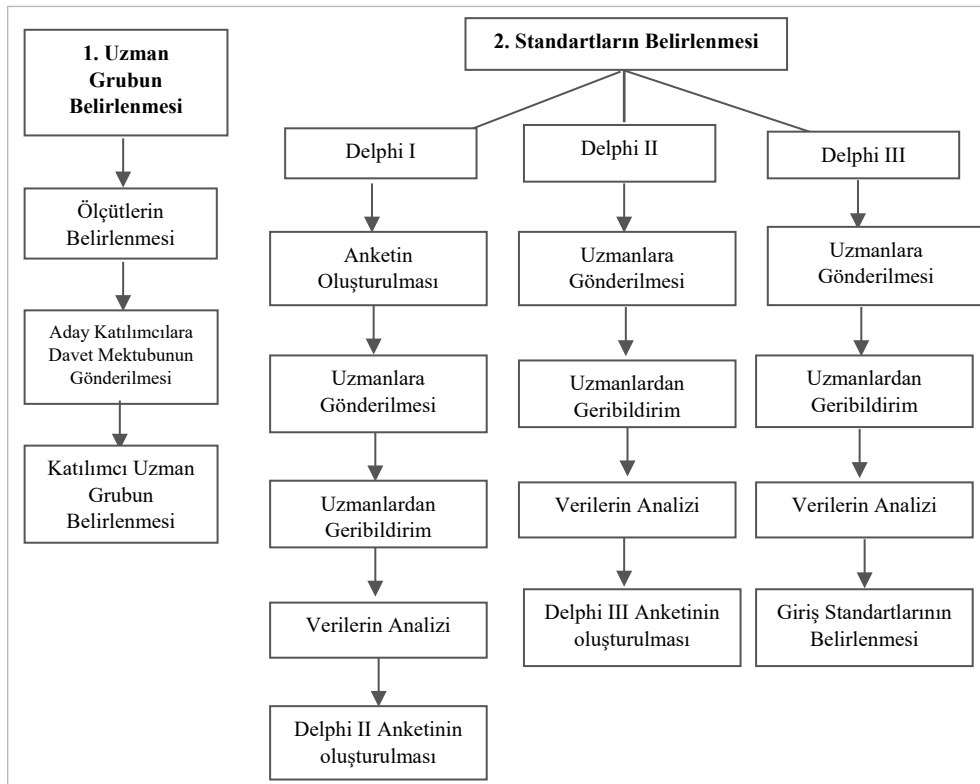 1. Uzman
Grubun
Belirlenmesi
Ölçütlerin
Belirlenmesi
Aday Katılımcılara
Davet Mektubunun
Gönderilmesi
Katılımcı Uzman
Grubun
Belirlenmesi
2. Standartların Belirlenmesi
Delphi I
Anketin
Oluşturulması
Uzmanlara
Gönderilmesi
Uzmanlardan
Geribildirim
Verilerin Analizi
Delphi II Anketinin
oluşturulması
Delphi II
Uzmanlara
Gönderilmesi
Uzmanlardan
Geribildirim
Verilerin Analizi
Delphi III Anketinin
oluşturulması
Delphi III
Uzmanlara
Gönderilmesi
Uzmanlardan
Geribildirim
Verilerin Analizi
Giriş Standartlarının
Belirlenmesi